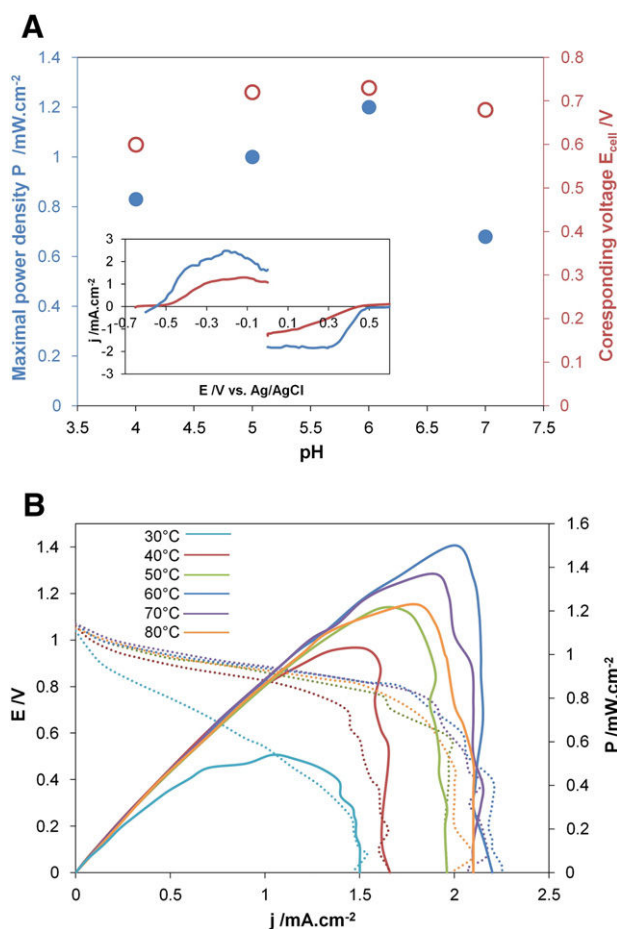 A
Maximal power density P /mW.cm-2
1.4
1.2
1
0.8
0.6
0.4
0.2
0
0.8
0.7
0.6
0.5
0.4
0.3
0.2
0.1
0
Coresponding voltage Ecell /V
3.5 4 4.5 5 5.5 6 6.5 7 7.5
pH
j /mA.cm-2
3
2
1
0
-1
-2
-3
-0.7 -0.5 -0.3 -0.1 0.1 0.3 0.5
E /V vs. Ag/AgCl
B
30°C
40°C
50°C
60°C
70°C
80°C
E /V
1.4
1.2
1
0.8
0.6
0.4
0.2
0
1.6
1.4
1.2
1
0.8
0.6
0.4
0.2
0
P /mW.cm-2
0 0.5 1 1.5 2 2.5
j /mA.cm-2